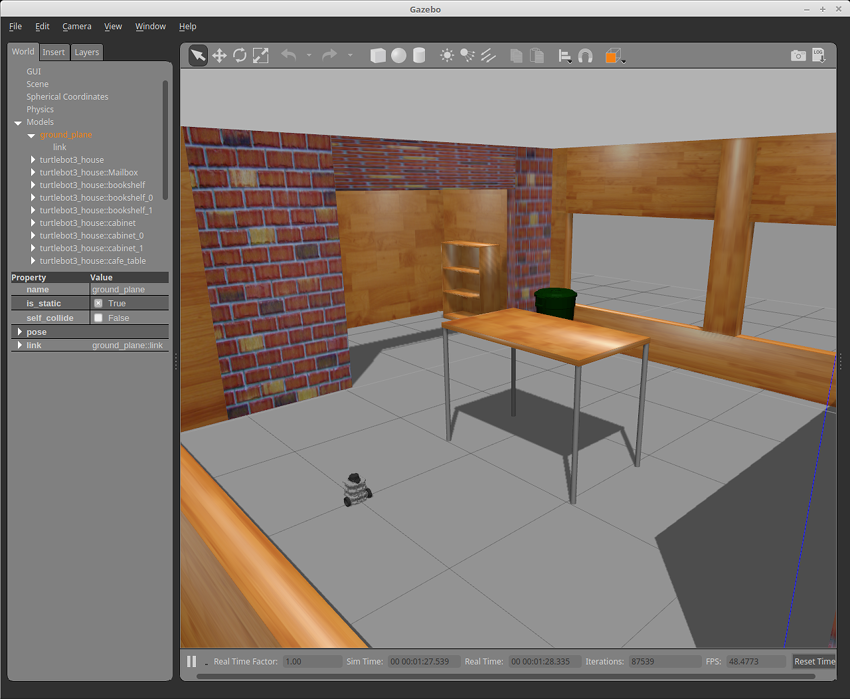 Gazebo
File Edit Camera View Window Help
World Insert Layers
GUI
Scene
Spherical Coordinates
Physics
Models
ground_plane
link
turtlebot3_house
turtlebot3_house::Mailbox
turtlebot3_house::bookshelf
turtlebot3_house::bookshelf_0
turtlebot3_house::bookshelf_1
turtlebot3_house::cabinet
turtlebot3_house::cabinet_0
turtlebot3_house::cabinet_1
turtlebot3_house::cafe_table
Property Value
name ground_plane
is_static True
self_collide False
pose
link ground_plane::link
LOG
Real Time Factor: 1.00 Sim Time: 00 00:01:27.539 Real Time: 00 00:01:28.335 Iterations: 87539 FPS: 48.4773 Reset Time